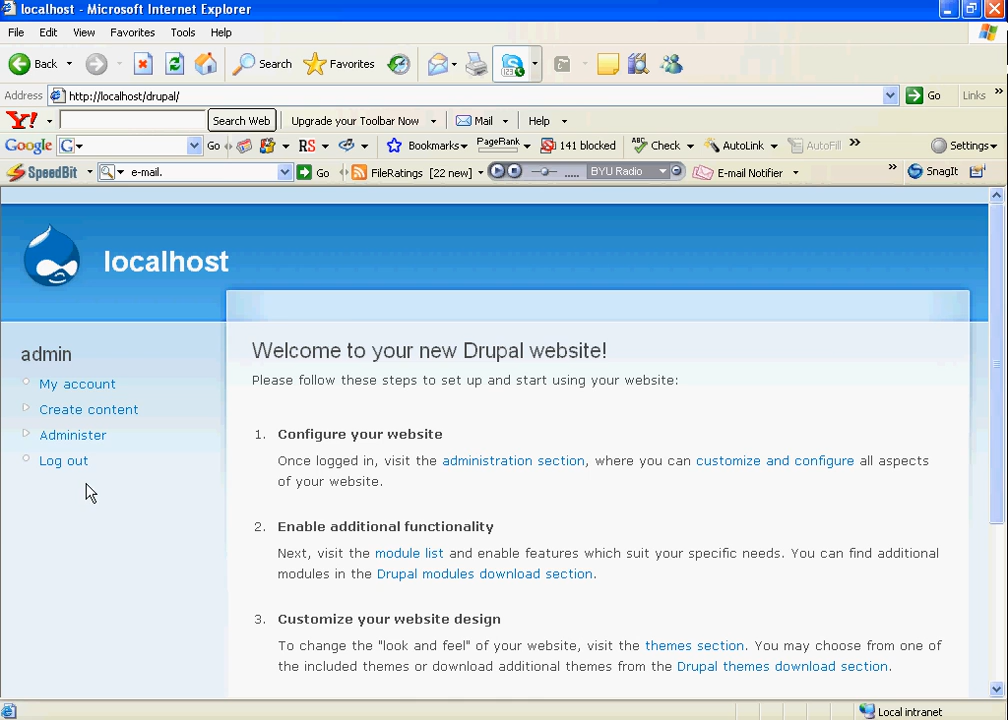 localhost - Microsoft Internet Explorer
File Edit View Favorites Tools Help
Back Search Favorites 123
Address http://localhost/drupal/ Go Links »
Y! Search Web Upgrade your Toolbar Now Mail Help
Google G Go RS Bookmarks PageRank 141 blocked ABC Check AutoLink AutoFill » Settings
SpeedBit e-mail. Go FileRatings [22 new] ..... BYU Radio E-mail Notifier » SnagIt
localhost
admin
My account
Create content
Administer
Log out
Welcome to your new Drupal website!
Please follow these steps to set up and start using your website:
1. Configure your website
Once logged in, visit the administration section, where you can customize and configure all aspects
of your website.
2. Enable additional functionality
Next, visit the module list and enable features which suit your specific needs. You can find additional
modules in the Drupal modules download section.
3. Customize your website design
To change the "look and feel" of your website, visit the themes section. You may choose from one of
the included themes or download additional themes from the Drupal themes download section.
Local intranet